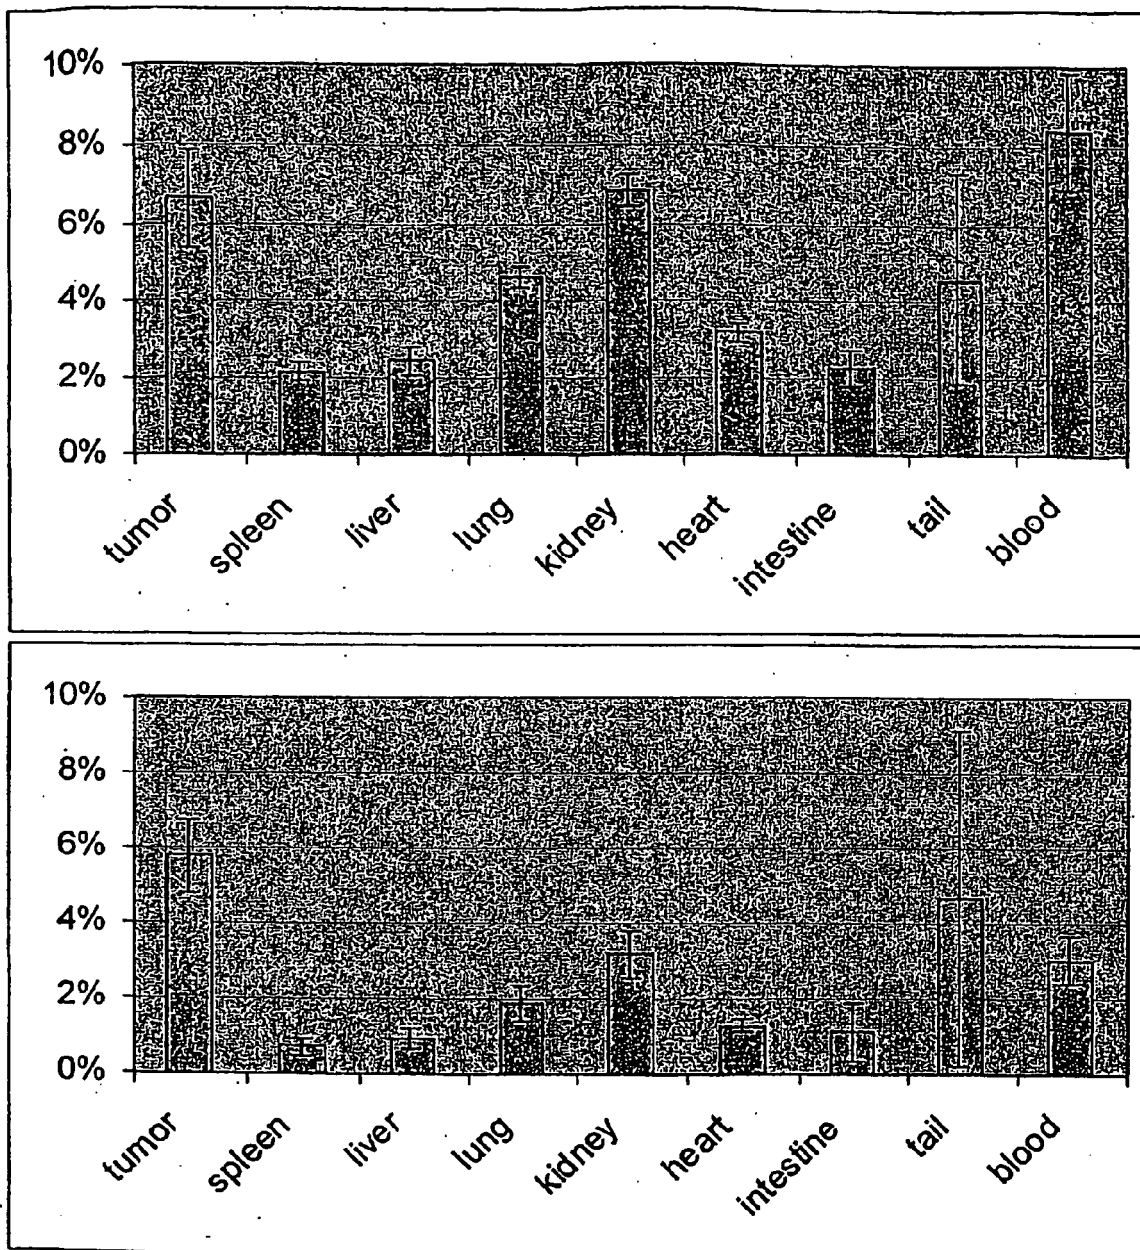 10%
8%
6%
4%
2%
0%
tumor
spleen
liver
lung
kidney
heart
intestine
tail
blood
10%
8%
6%
4%
2%
0%
tumor
spleen
liver
lung
kidney
heart
intestine
tail
blood